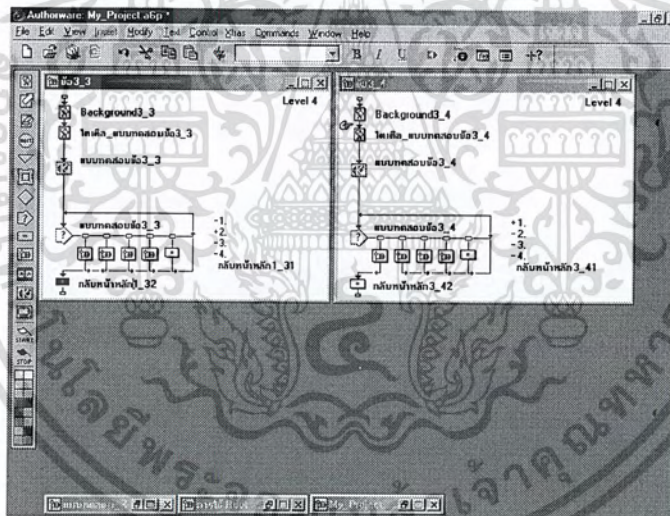 Authorware: My_Project.a6p *
File Edit View Insert Modify Text Control Xtras Commands Window Help
B I U
ข้อ3_3
Level 4
Background3_3
ไตเติล_แบบทดสอบข้อ3_3
แบบทดสอบข้อ3_3
แบบทดสอบข้อ3_3
-1.
+2.
-3.
-4.
กลับหน้าหลัก1_31
กลับหน้าหลัก1_32
ข้อ3_4
Level 4
Background3_4
ไตเติล_แบบทดสอบข้อ3_4
แบบทดสอบข้อ3_4
แบบทดสอบข้อ3_4
+1.
-2.
-3.
-4.
กลับหน้าหลัก3_41
กลับหน้าหลัก3_42
WAIT
START
STOP
My_Project